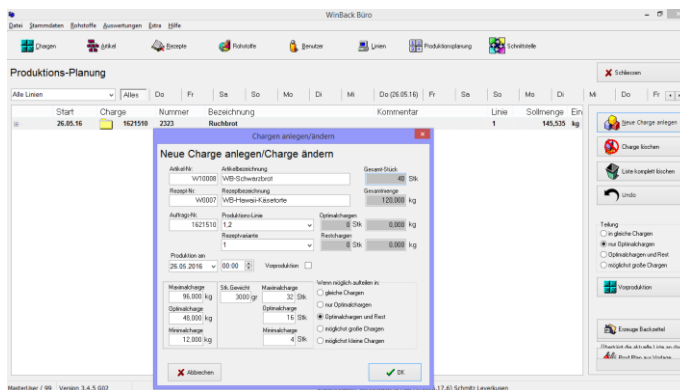 WinBack Büro
Datei Stammdaten Rohstoffe Auswertungen Extra Hilfe
Chargen Artikel Rezepte Rohstoffe Benutzer Linien Produktionsplanung Schnittstelle
Produktions-Planung
Schliessen
Alle Linien Alles Do Fr Sa So Mo Di Mi Do (26.05.16) Fr Sa So Mo Di Mi Do Fr
Start Charge Nummer Bezeichnung Kommentar Linie Sollmenge Ein
26.05.16 1621510 2323 Ruchbrot 1 145,535 kg
Neue Charge anlegen
Charge löschen
Liste komplett löschen
Undo
Teilung
in gleiche Chargen
nur Optimalchargen
Optimalchargen und Rest
möglichst große Chargen
Vorproduktion
Erzeuge Backzettel
Chargen anlegen/ändern
Neue Charge anlegen/Charge ändern
Artikel-Nr. Artikelbezeichnung Gesamt-Stück
W10008 WB-Schwarzbrot 40 Stk.
Rezept-Nr. Rezeptbezeichnung Gesamtmenge
W0007 WB-Hawaii-Käsetorte 120,000 kg
Auftrags-Nr. Produktions-Linie Optimalchargen
1621510 1,2 0 Stk 0,000 kg
Rezeptvariante Restchargen
1 0 Stk 0,000 kg
Produktion am:
26.05.2016 00:00 Vorproduktion
Maximalcharge Stk.Gewicht Maximalcharge
96,000 kg 3000 gr 32 Stk.
Optimalcharge Optimalcharge
48,000 kg 16 Stk.
Minimalcharge Minimalcharge
12,000 kg 4 Stk
Wenn möglich aufteilen in:
gleiche Chargen
nur Optimalchargen
Optimalchargen und Rest
möglichst große Chargen
möglichst kleine Chargen
Abbrechen OK
MasterUser / 99 Version 3.4.5 G02
Schmitz Leverkusen